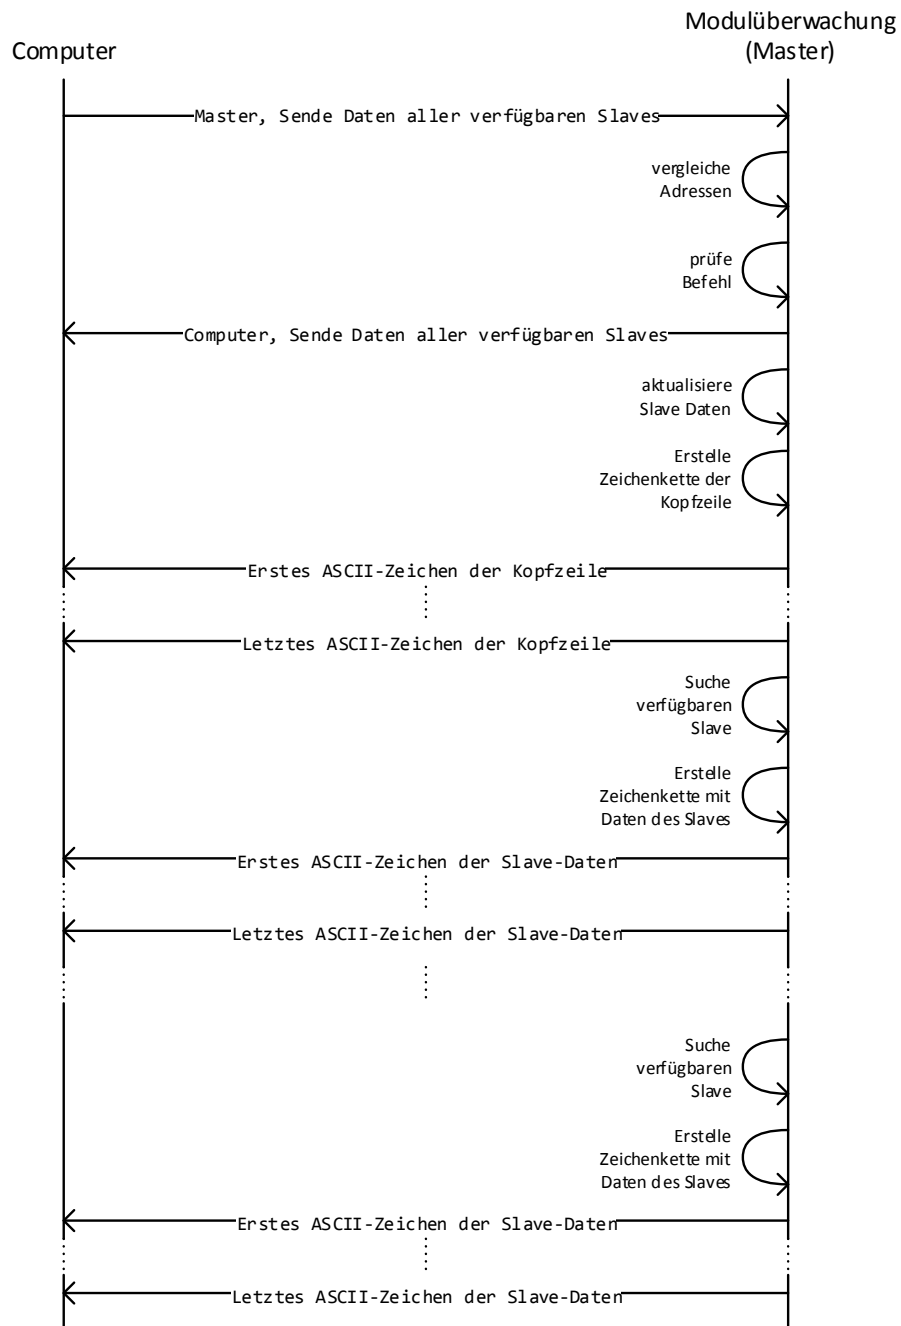 Modulüberwachung
Computer
(Master)
Master, Sende Daten aller verfügbaren Slaves
vergleiche
Adressen
prüfe
Befehl
Computer, Sende Daten aller verfügbaren Slaves
aktualisiere
Slave Daten
Erstelle
Zeichenkette der
Kopfzeile
Erstes ASCII-Zeichen der Kopfzeile
Letztes ASCII-Zeichen der Kopfzeile
Suche
verfügbaren
Slave
Erstelle
Zeichenkette mit
Daten des Slaves
Erstes ASCII-Zeichen der Slave-Daten
Letztes ASCII-Zeichen der Slave-Daten
Suche
verfügbaren
Slave
Erstelle
Zeichenkette mit
Daten des Slaves
Erstes ASCII-Zeichen der Slave-Daten
Letztes ASCII-Zeichen der Slave-Daten